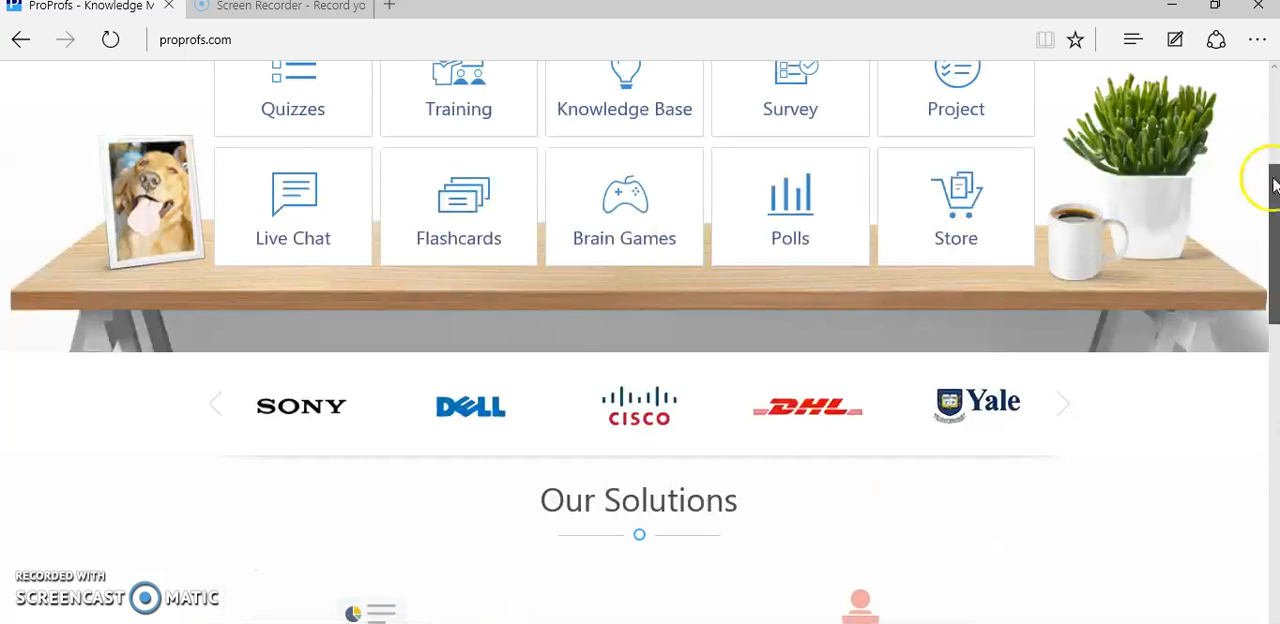 ProProfs - Knowledge M
Screen Recorder - Record yo
proprofs.com
Quizzes
Training
Knowledge Base
Survey
Project
Live Chat
Flashcards
Brain Games
Polls
Store
SONY
DELL
CISCO
DHL
Yale
Our Solutions
RECORDED WITH
SCREENCAST MATIC